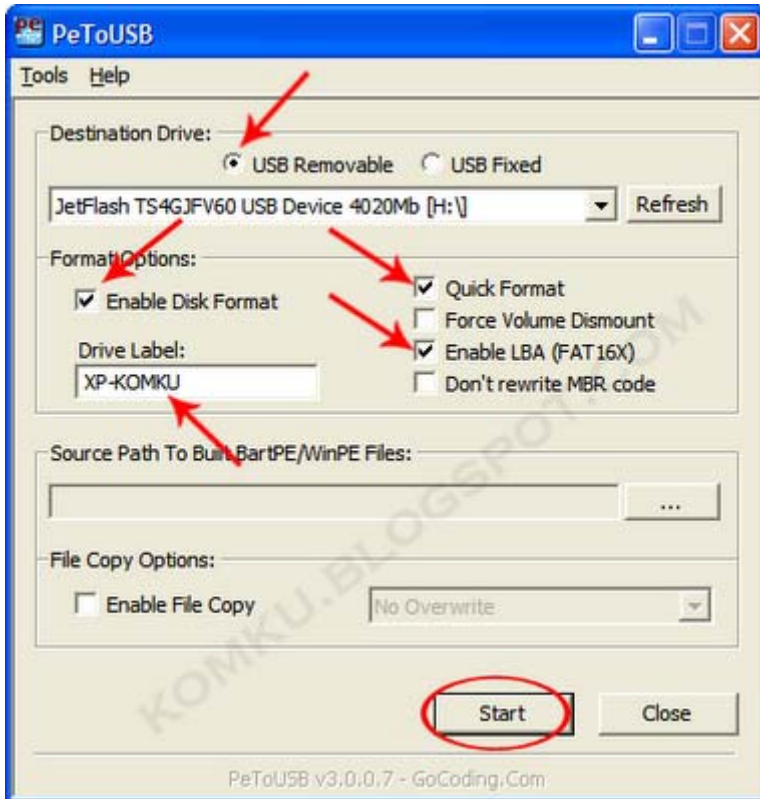 PeToUSB
Tools Help
Destination Drive:
USB Removable USB Fixed
JetFlash TS4GJFV60 USB Device 4020Mb [H:\]
Refresh
Format Options:
Enable Disk Format
Quick Format
Force Volume Dismount
Enable LBA (FAT16X)
Don't rewrite MBR code
Drive Label:
XP-KOMKU
Source Path To Built BartPE/WinPE Files:
...
File Copy Options:
Enable File Copy
No Overwrite
Start
Close
PeToUSB v3.0.0.7 - GoCoding.Com
KOMKU.BLOGSPOT.COM